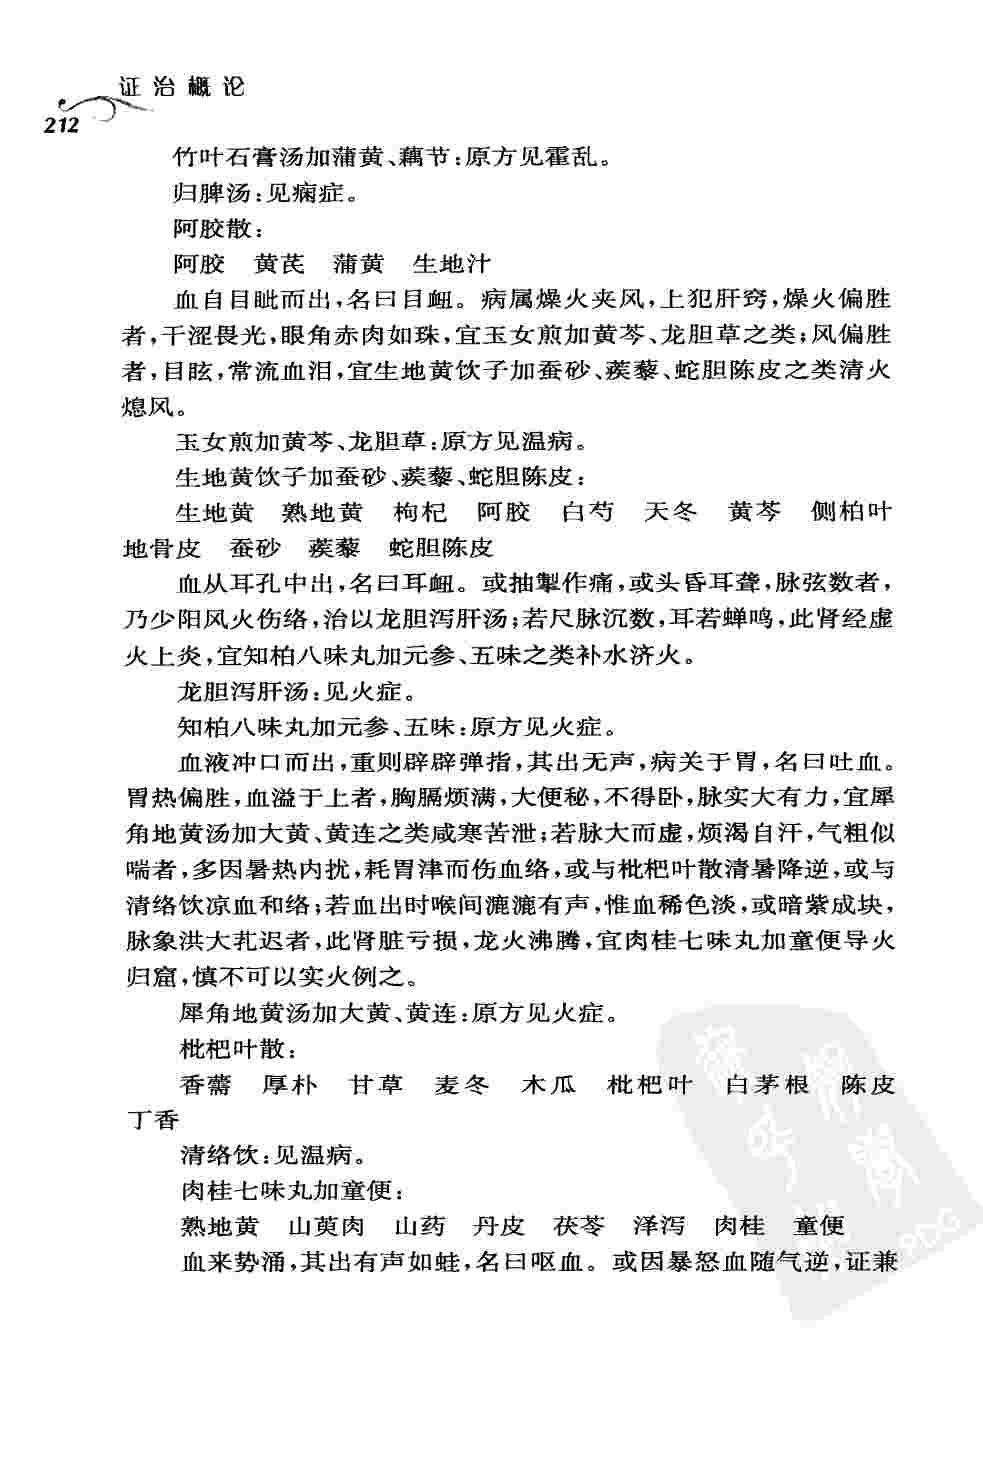 证治概论
212
竹叶石膏汤加蒲黄、藕节：原方见霍乱。
归脾汤：见痫症。
阿胶散：
阿�　黄芪　蒲黄　生地汁
血自目眦而出，名曰目衄。病属燥火夹风，上犯肝窍，燥火偏胜
者，干涩畏光，眼角赤肉如珠，宜玉女煎加黄芩、龙胆草之类；风偏胜
者，目眩，常流血泪，宜生地黄饮子加蚕砂、蒺藜、蛇胆陈皮之类清火
熄风。
玉女煎加黄芩、龙胆草：原方见温病。
生地黄饮子加蚕砂、蒺藜、蛇胆陈皮：
生地黄　熟地黄　枸杞　阿胶　白芍　天冬　黄芩　侧柏叶
地骨皮　蚕砂　蒺藜　蛇胆陈皮
血从耳孔中出，名曰耳衄。或抽掣作痛，或头昏耳聋，脉弦数者，
乃少阳风火伤络，治以龙胆泻肝汤；若尺脉沉数，耳若蝉鸣，此肾经虚
火上炎，宜知柏八味丸加元参、五味之类补水济火。
龙胆泻肝汤：见火症。
知柏八味丸加元参、五味：原方见火症。
血液冲口而出，重则辟辟弹指，其出无声，病关于胃，名曰吐血。
胃热偏胜，血溢于上者，胸膈烦满，大便秘，不得卧，脉实大有力，宜犀
角地黄汤加大黄、黄连之类咸寒苦泄；若脉大而虚，烦渴自汗，气粗似
喘者，多因暑热内扰，耗胃津而伤血络，或与枇杷叶散清暑降逆，或与
清络饮凉血和络；若血出时喉间漉漉有声，惟血稀色淡，或暗紫成块，
脉象洪大芤迟者，此肾脏亏损，龙火沸腾，宜肉桂七味丸加童便导火
归窟，慎不可以实火例之。
犀角地黄汤加大黄、黄连：原方见火症。
枇杷叶散：
香薷　厚朴　甘草　麦冬　木瓜　枇杷叶　白茅根　陈皮
丁香
清络饮：见温病。
肉桂七味丸加童便：
熟地黄　山萸肉　山药　丹皮　茯苓　泽泻　肉桂　童便
血来势涌，其出有声如蛙，名曰呕血。或因暴怒血随气逆，证兼